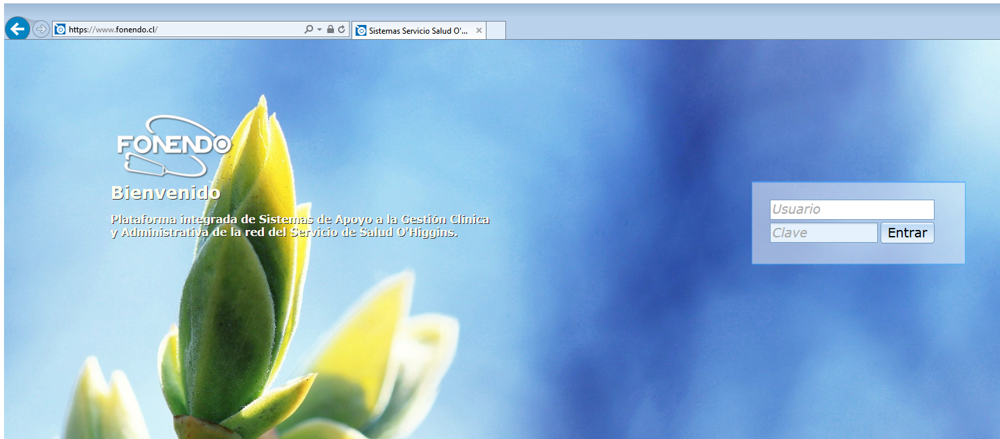 https://www.fonendo.cl/
Sistemas Servicio Salud O'...
FONENDO
Bienvenido
Plataforma integrada de Sistemas de Apoyo a la Gestión Clínica
y Administrativa de la red del Servicio de Salud O'Higgins.
Usuario
Clave
Entrar